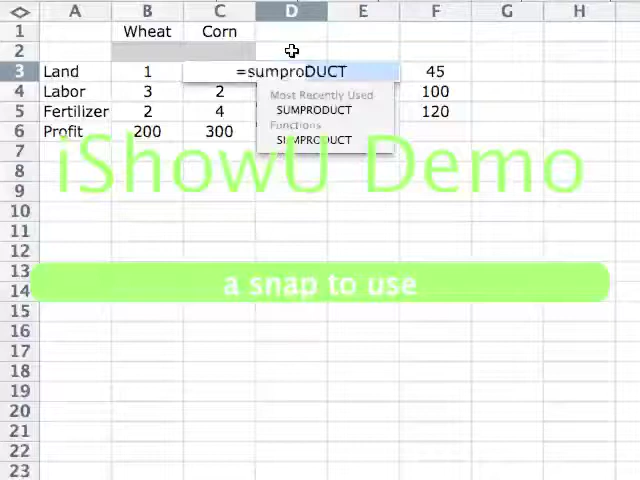 A B C D E F G H
1 Wheat Corn
2
3 Land 1 =sumproDUCT 45
4 Labor 3 2 Most Recently Used 100
SUMPRODUCT
5 Fertilizer 2 4 120
Functions
6 Profit 200 300 SUMPRODUCT
7
iShowU Demo
8
9
10
11
12
13
a snap to use
14
15
16
17
18
19
20
21
22
23